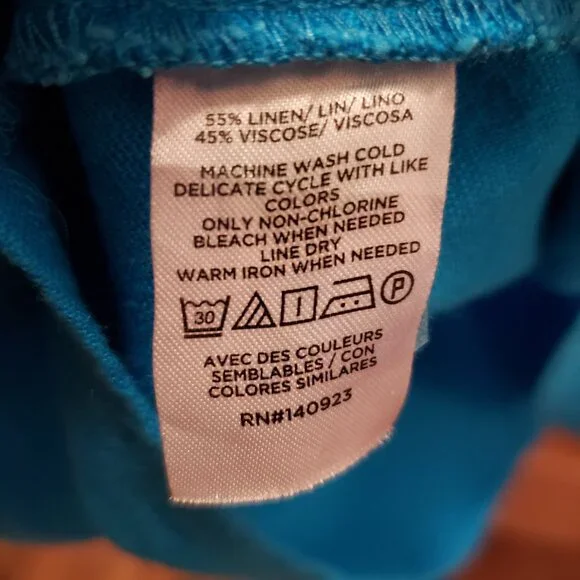 55% LINEN/ LIN/ LINO
45% VISCOSE/ VISCOSA
MACHINE WASH COLD
DELICATE CYCLE WITH LIKE
COLORS
ONLY NON-CHLORINE
BLEACH WHEN NEEDED
LINE DRY
WARM IRON WHEN NEEDED
30 P
AVEC DES COULEURS
SEMBLABLES / CON
COLORES SIMILARES
RN#140923